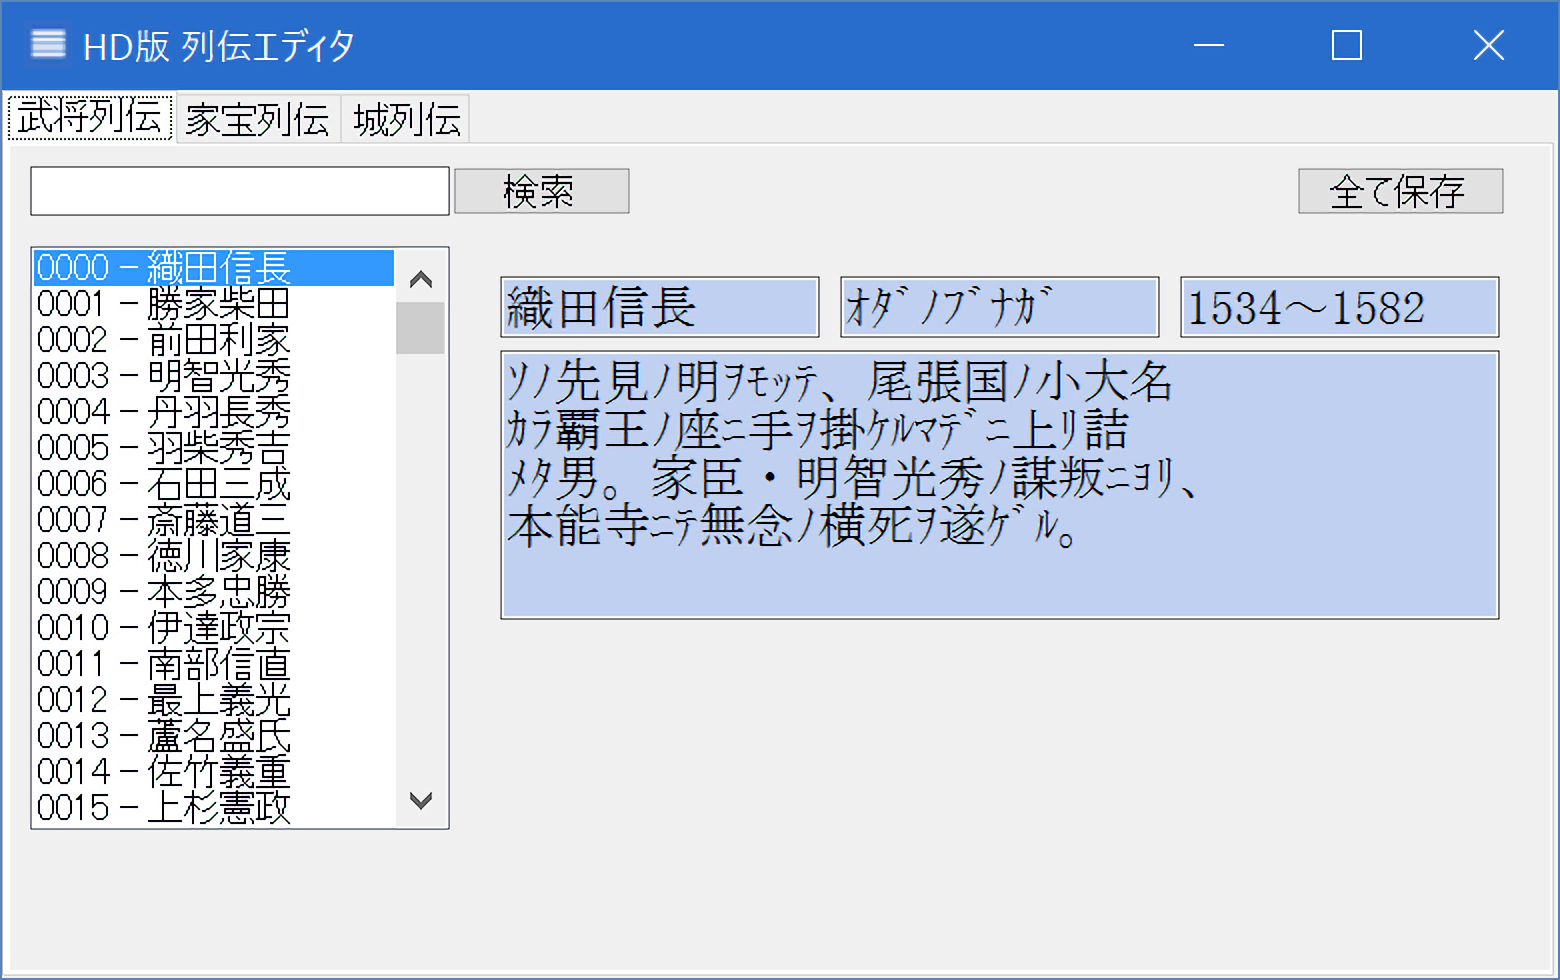 HD版 列伝エディタ
武将列伝 家宝列伝 城列伝
検索 全て保存
0000 − 織田信長
0001 − 勝家柴田
0002 − 前田利家
0003 − 明智光秀
0004 − 丹羽長秀
0005 − 羽柴秀吉
0006 − 石田三成
0007 − 斎藤道三
0008 − 徳川家康
0009 − 本多忠勝
0010 − 伊達政宗
0011 − 南部信直
0012 − 最上義光
0013 − 蘆名盛氏
0014 − 佐竹義重
0015 − 上杉憲政
織田信長 ｵﾀﾞﾉﾌﾞﾅｶﾞ 1534～1582
ｿﾉ先見ﾉ明ｦﾓｯﾃ、尾張国ﾉ小大名
ｶﾗ覇王ﾉ座ﾆ手ｦ掛ｹﾙﾏﾃﾞﾆ上ﾘ詰
ﾒﾀ男。家臣・明智光秀ﾉ謀叛ﾆﾖﾘ、
本能寺ﾆﾃ無念ﾉ横死ｦ遂ｹﾞﾙ。